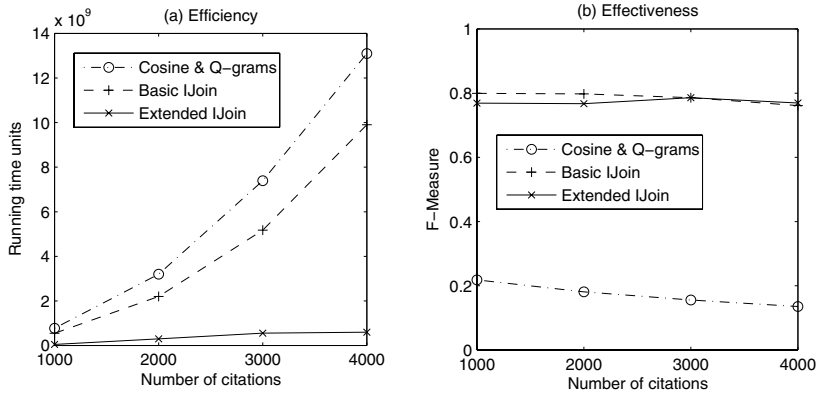 (a) Efficiency
x 10^9
14
12
10
8
6
4
2
0
Running time units
Cosine & Q−grams
Basic IJoin
Extended IJoin
1000 2000 3000 4000
Number of citations
(b) Effectiveness
1
0.8
0.6
0.4
0.2
0
F−Measure
Cosine & Q−grams
Basic IJoin
Extended IJoin
1000 2000 3000 4000
Number of citations